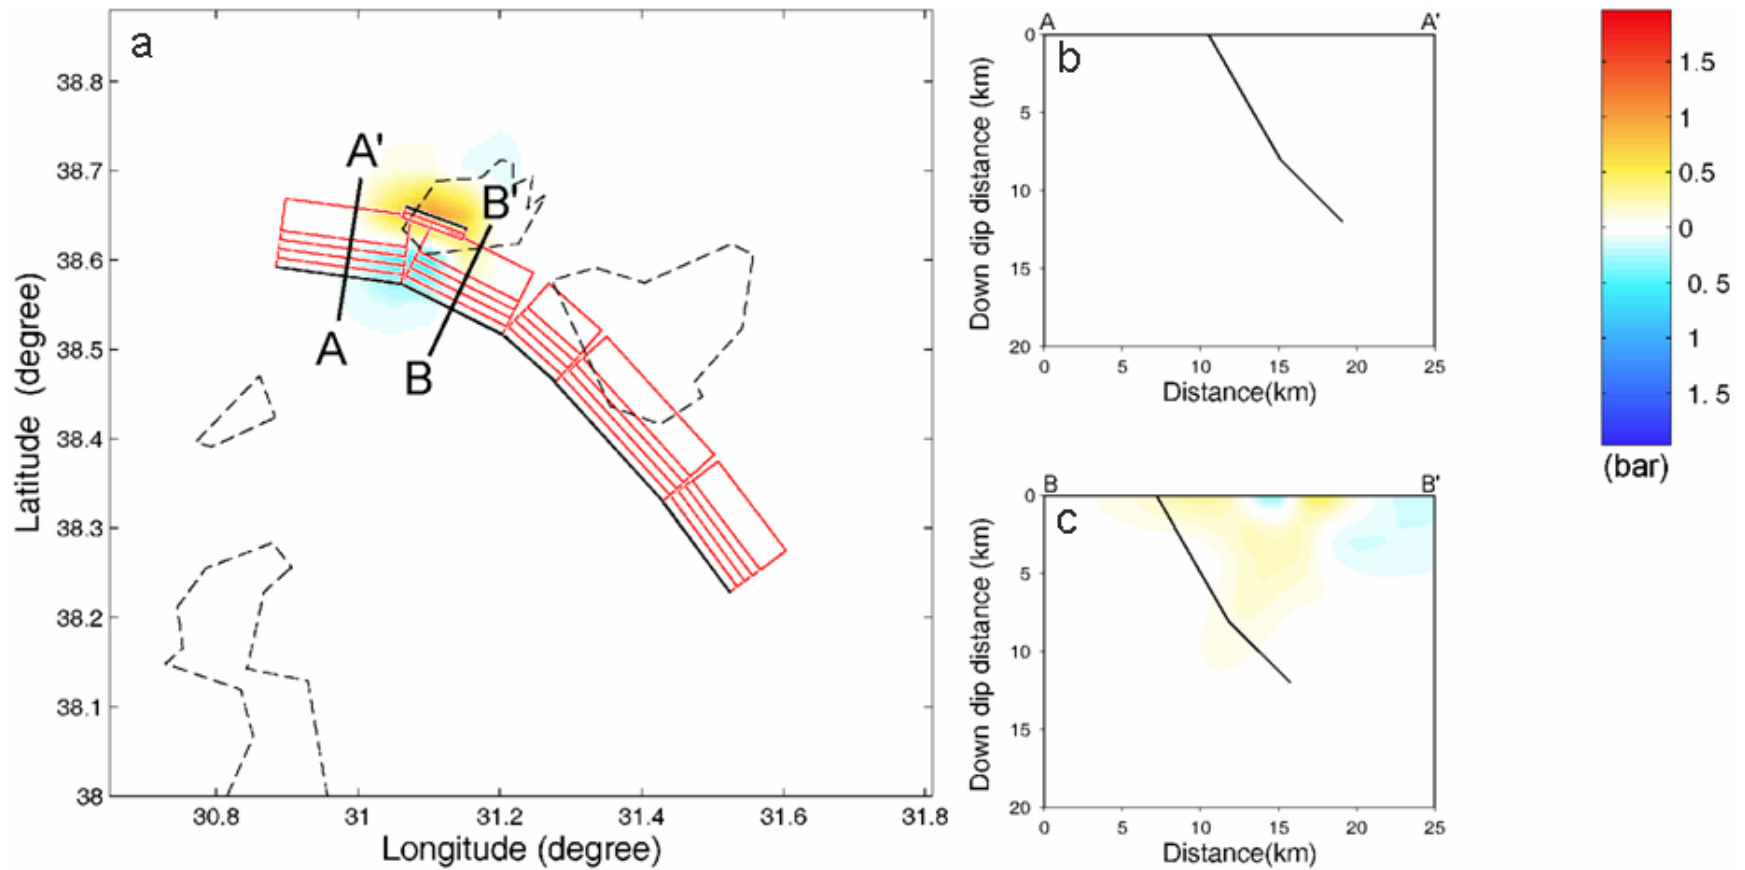 a
38.8
38.7
38.6
38.5
38.4
38.3
38.2
38.1
38
30.8
31
31.2
31.4
31.6
31.8
Latitude (degree)
Longitude (degree)
A'
B'
A
B
A
A'
b
0
5
10
15
20
0
5
10
15
20
25
Down dip distance (km)
Distance(km)
B
B'
c
0
5
10
15
20
0
5
10
15
20
25
Down dip distance (km)
Distance(km)
1.5
1
0.5
0
0. 5
1
1. 5
(bar)